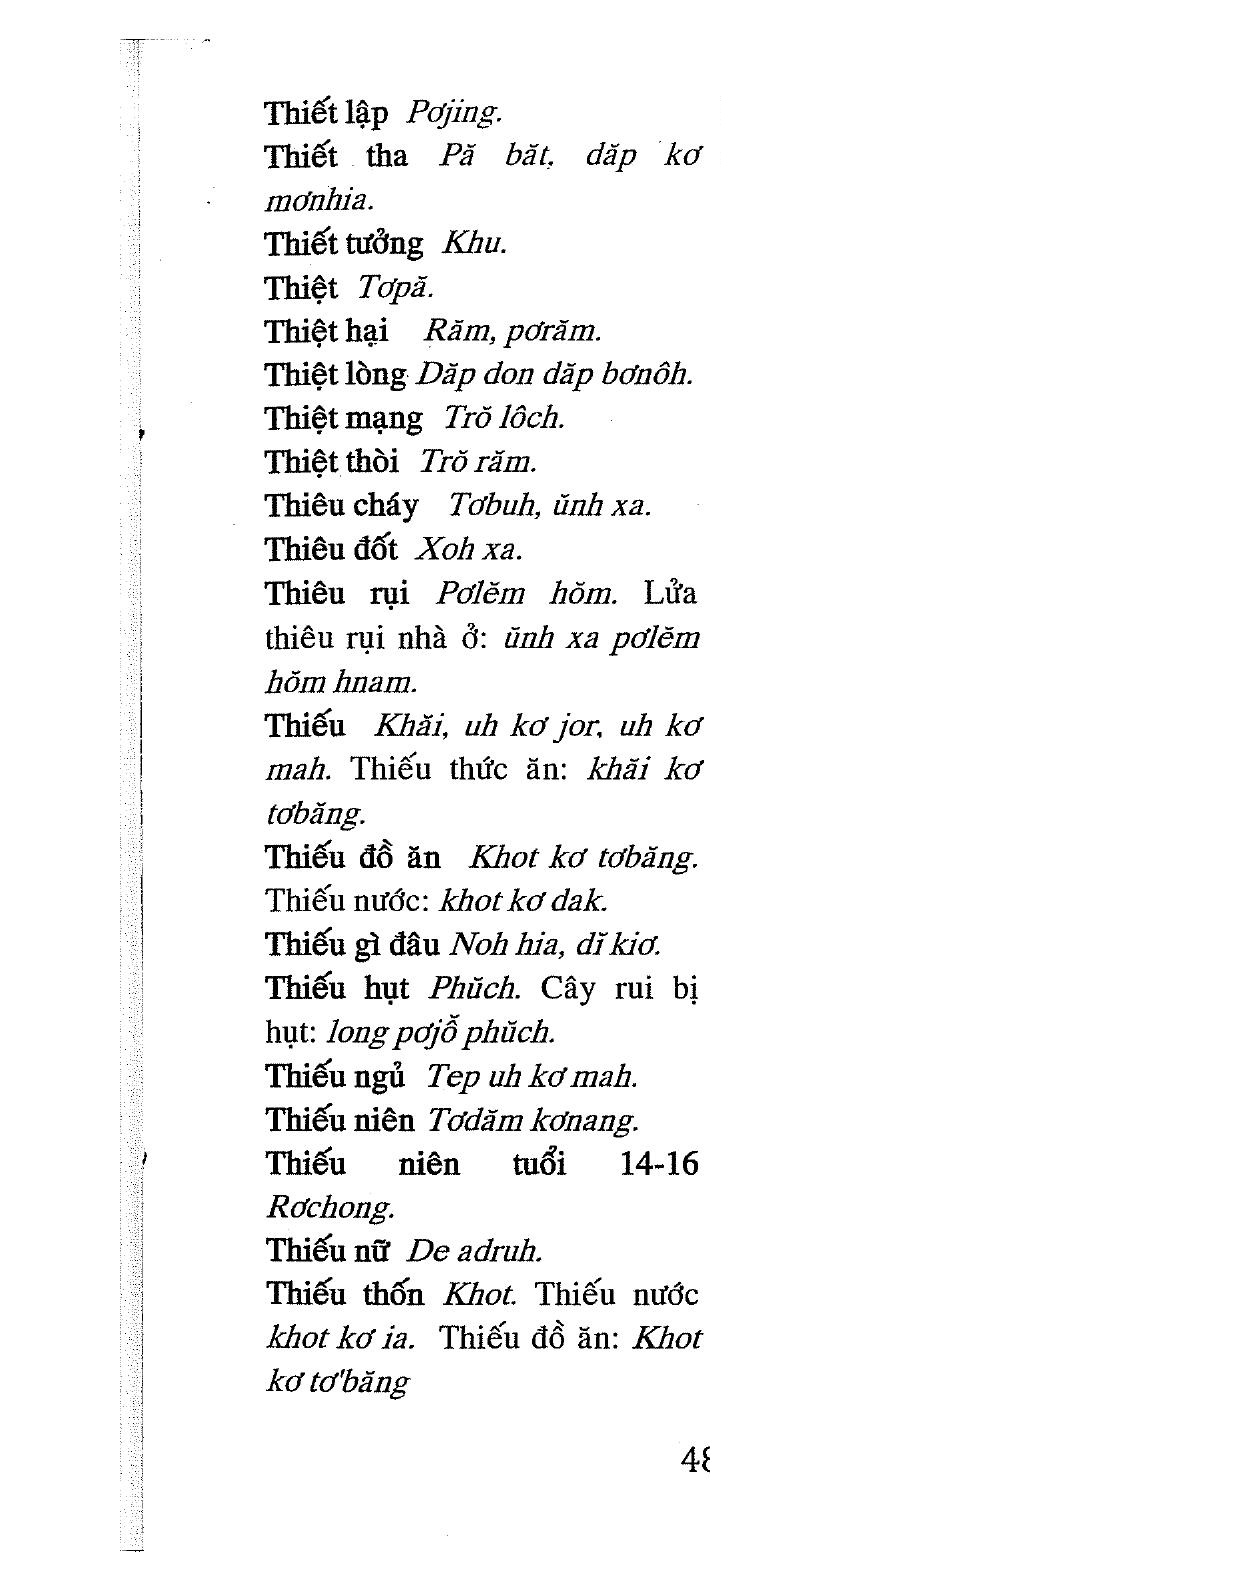 Thiết lập Pơjing.
Thiết tha Pă băt, dăp kơ
mơnhia.
Thiết tưởng Khu.
Thiệt Tơpă.
Thiệt hại Răm, pơrăm.
Thiệt lòng Dăp don dăp bơnôh.
Thiệt mạng Trŏ lôch.
Thiệt thòi Trŏ răm.
Thiêu cháy Tơbuh, ŭnh xa.
Thiêu đốt Xoh xa.
Thiêu rụi Pơlĕm hŏm. Lửa
thiêu rụi nhà ở: ŭnh xa pơlĕm
hŏm hnam.
Thiếu Khăi, uh kơ jor, uh kơ
mah. Thiếu thức ăn: khăi kơ
tơbăng.
Thiếu đồ ăn Khot kơ tơbăng.
Thiếu nước: khot kơ dak.
Thiếu gì đâu Noh hia, dĭ kiơ.
Thiếu hụt Phŭch. Cây rui bị
hụt: long pơjô̆ phŭch.
Thiếu ngủ Tep uh kơ mah.
Thiếu niên Tơdăm kơnang.
Thiếu niên tuổi 14-16
Rơchong.
Thiếu nữ De adruh.
Thiếu thốn Khot. Thiếu nước
khot kơ ia. Thiếu đồ ăn: Khot
kơ tơ'băng